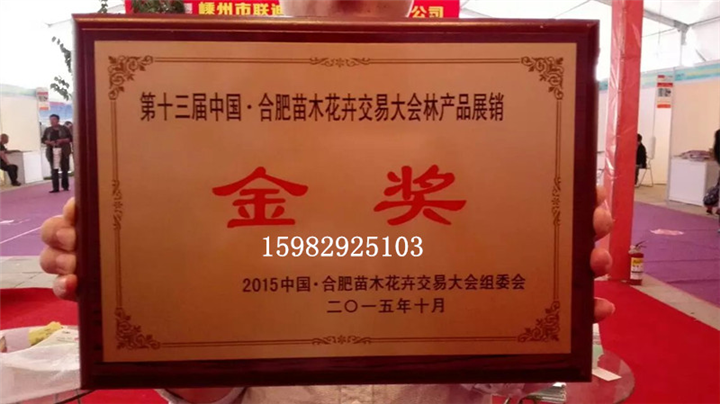 嵊州市联迪
公司
第十三届中国·合肥苗木花卉交易大会林产品展销
金奖
15982925103
2015中国·合肥苗木花卉交易大会组委会
二〇一五年十月